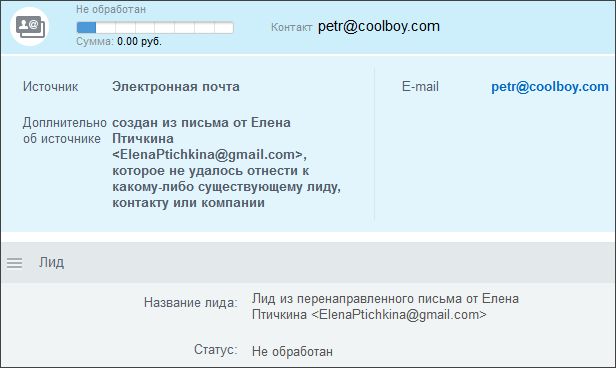 Не обработан
Сумма: 0.00 руб.
Контакт petr@coolboy.com
Источник Электронная почта
E-mail petr@coolboy.com
Доплнительно об источнике
создан из письма от Елена
Птичкина
<ElenaPtichkina@gmail.com>,
которое не удалось отнести к
какому-либо существующему лиду,
контакту или компании
Лид
Название лида: Лид из перенаправленного письма от Елена
Птичкина <ElenaPtichkina@gmail.com>
Статус: Не обработан